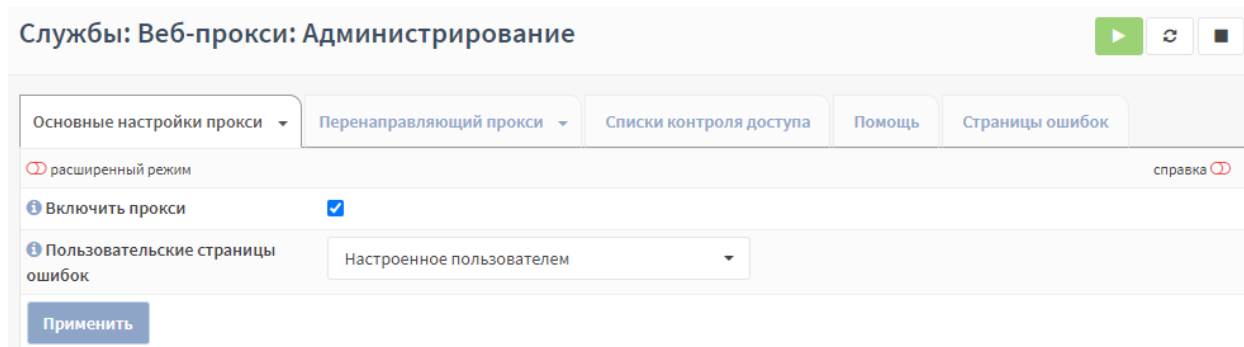 Службы: Веб-прокси: Администрирование
Основные настройки прокси
Перенаправляющий прокси
Списки контроля доступа
Помощь
Страницы ошибок
расширенный режим
справка
Включить прокси
Пользовательские страницы
ошибок
Настроенное пользователем
Применить